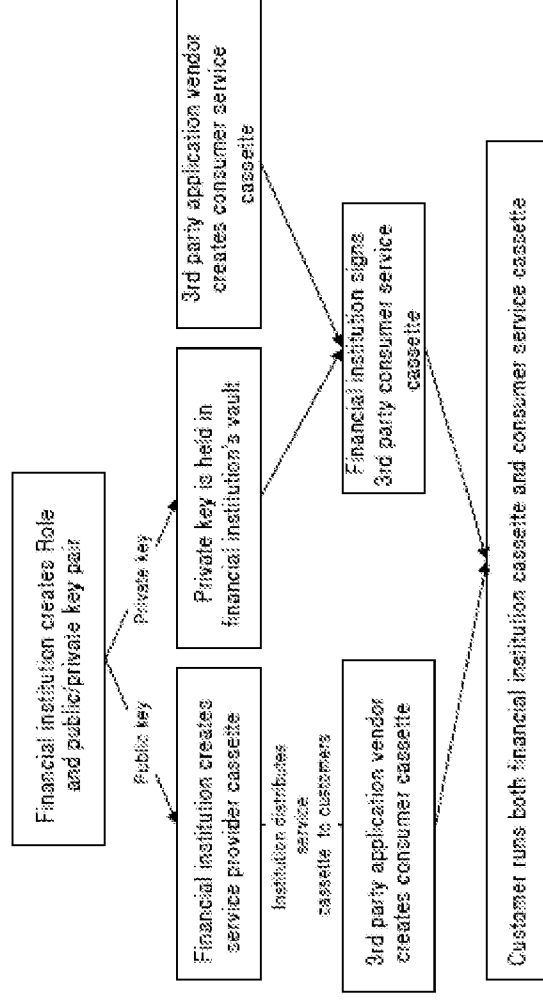 Financial institution creates Role
and public/private key pair
Public key
Private key
Financial institution creates
service provider cassette
Private key is held in
financial institution's vault
3rd party application vendor
creates consumer service
cassette
Institution distributes
service
cassette to customers
3rd party application vendor
creates consumer cassette
Financial institution signs
3rd party consumer service
cassette
Customer runs both financial institution cassette and consumer service cassette